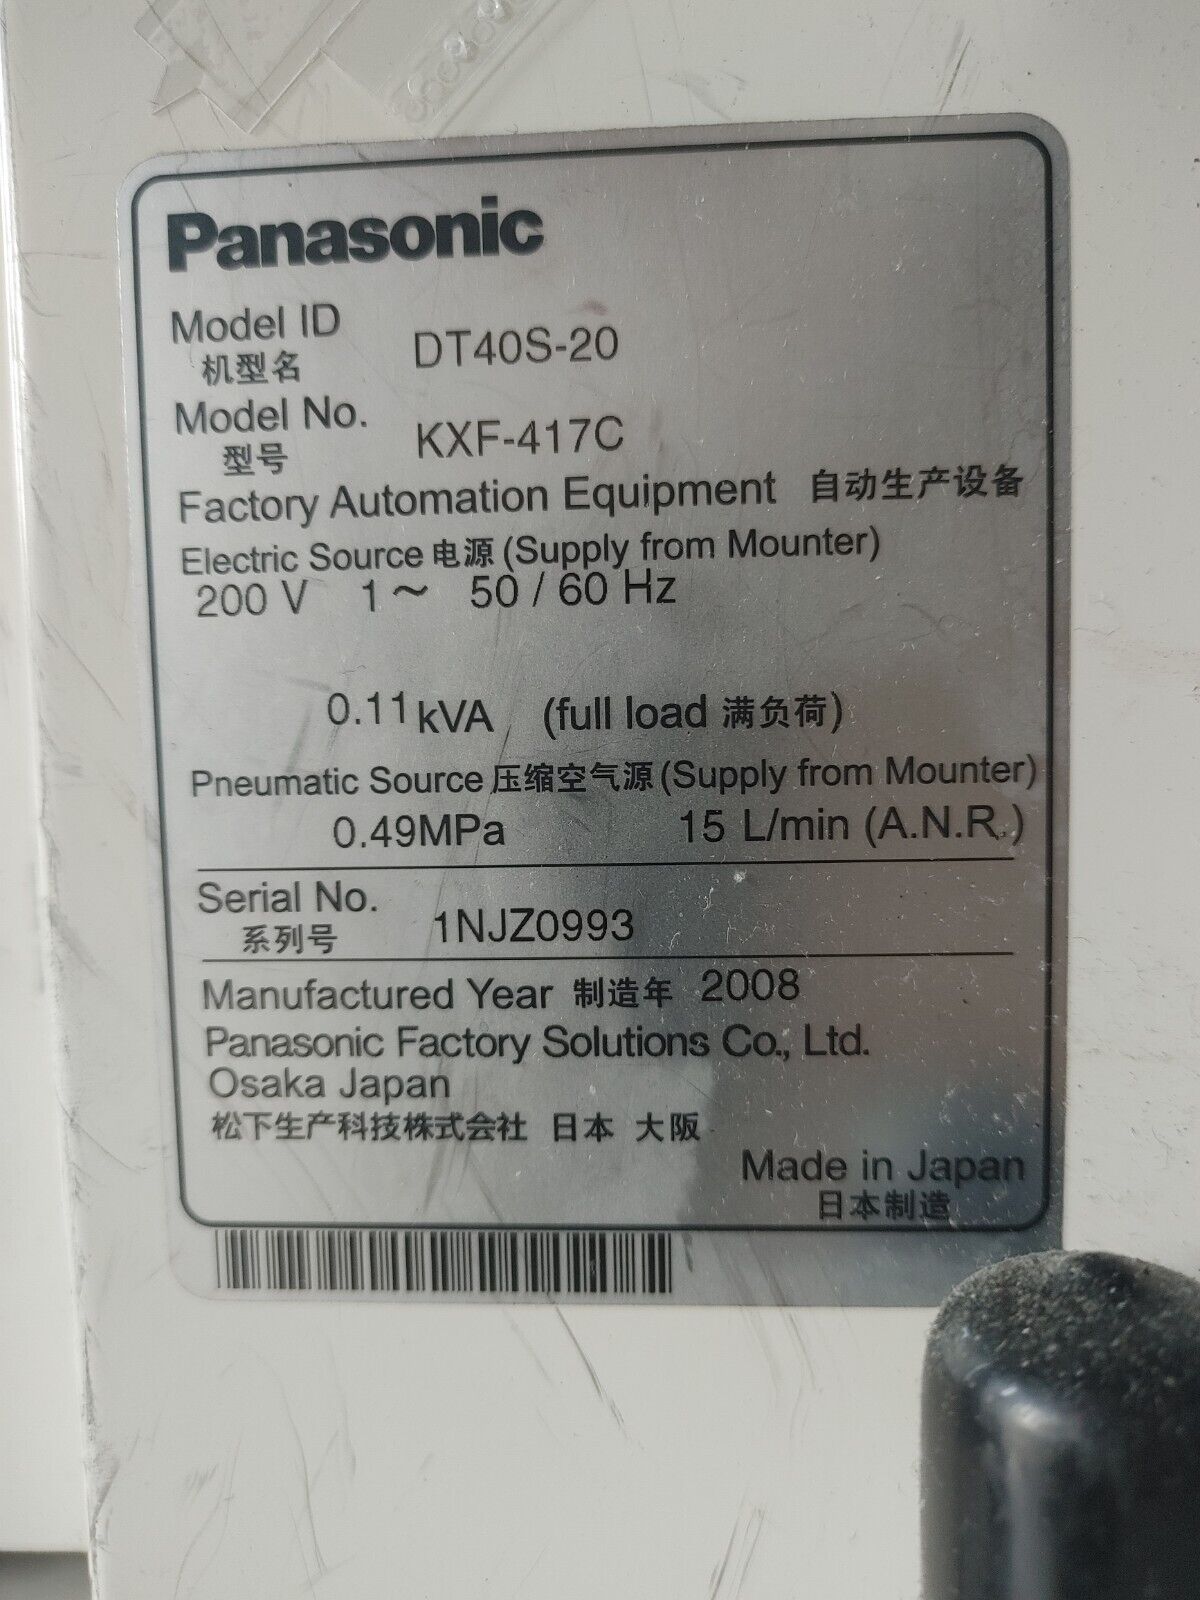 Panasonic
Model ID DT40S-20
机型名
Model No. KXF-417C
型号
Factory Automation Equipment 自动生产设备
Electric Source 电源 (Supply from Mounter)
200 V 1～ 50 / 60 Hz
0.11 kVA (full load 满负荷)
Pneumatic Source 压缩空气源 (Supply from Mounter)
0.49MPa 15 L/min (A.N.R.)
Serial No. 1NJZ0993
系列号
Manufactured Year 制造年 2008
Panasonic Factory Solutions Co., Ltd.
Osaka Japan
松下生产科技株式会社 日本 大阪
Made in Japan
日本制造